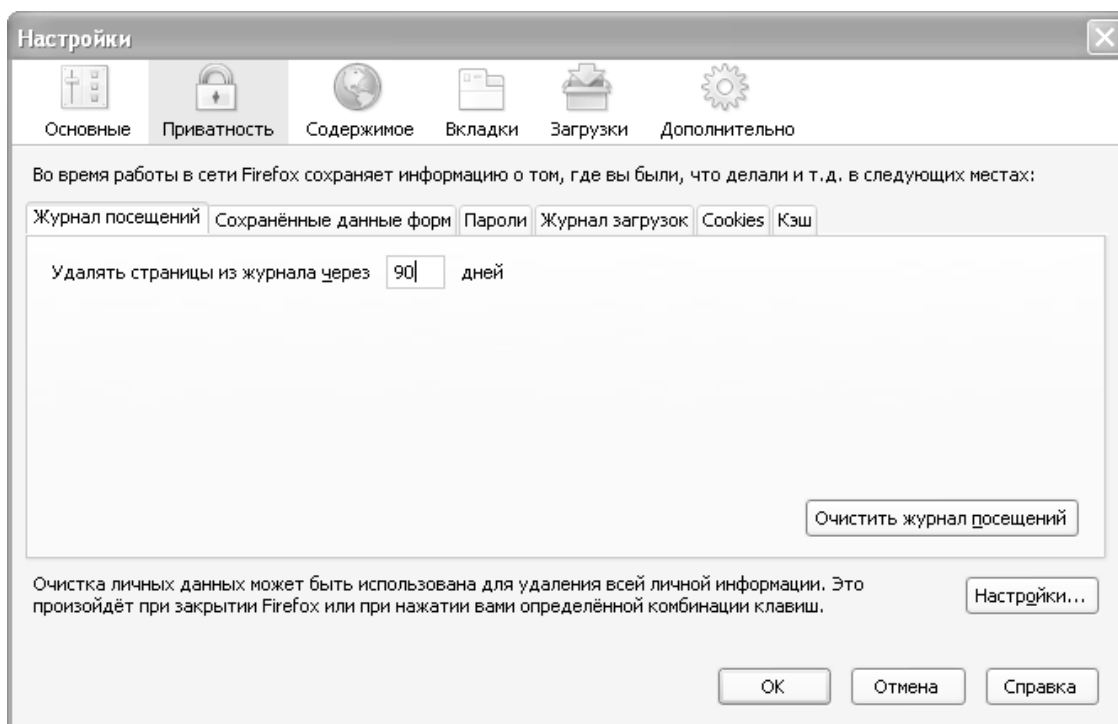 Настройки
Основные Приватность Содержимое Вкладки Загрузки Дополнительно
Во время работы в сети Firefox сохраняет информацию о том, где вы были, что делали и т.д. в следующих местах:
Журнал посещений Сохранённые данные форм Пароли Журнал загрузок Cookies Кэш
Удалять страницы из журнала через 90 дней
Очистить журнал посещений
Очистка личных данных может быть использована для удаления всей личной информации. Это
произойдёт при закрытии Firefox или при нажатии вами определённой комбинации клавиш.
Настройки...
ОК Отмена Справка